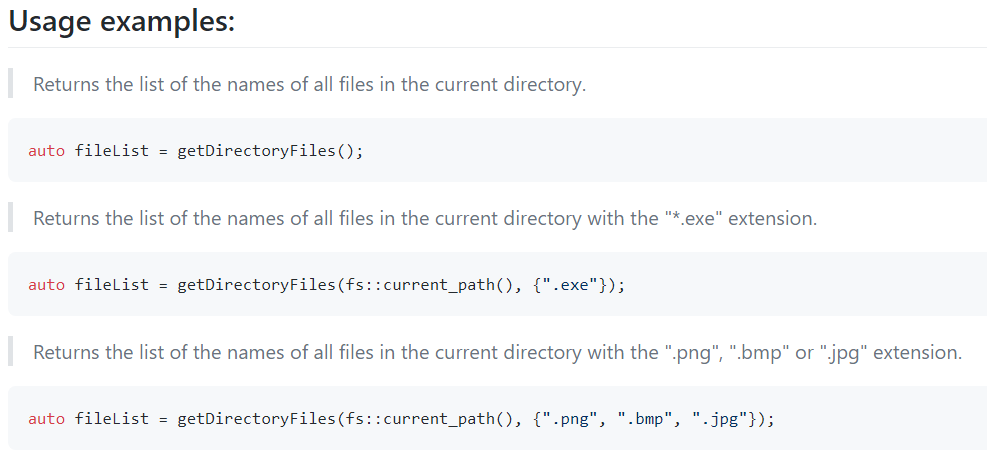 Usage examples:
Returns the list of the names of all files in the current directory.
auto fileList = getDirectoryFiles();
Returns the list of the names of all files in the current directory with the "*.exe" extension.
auto fileList = getDirectoryFiles(fs::current_path(), {".exe"});
Returns the list of the names of all files in the current directory with the ".png", ".bmp" or ".jpg" extension.
auto fileList = getDirectoryFiles(fs::current_path(), {".png", ".bmp", ".jpg"});